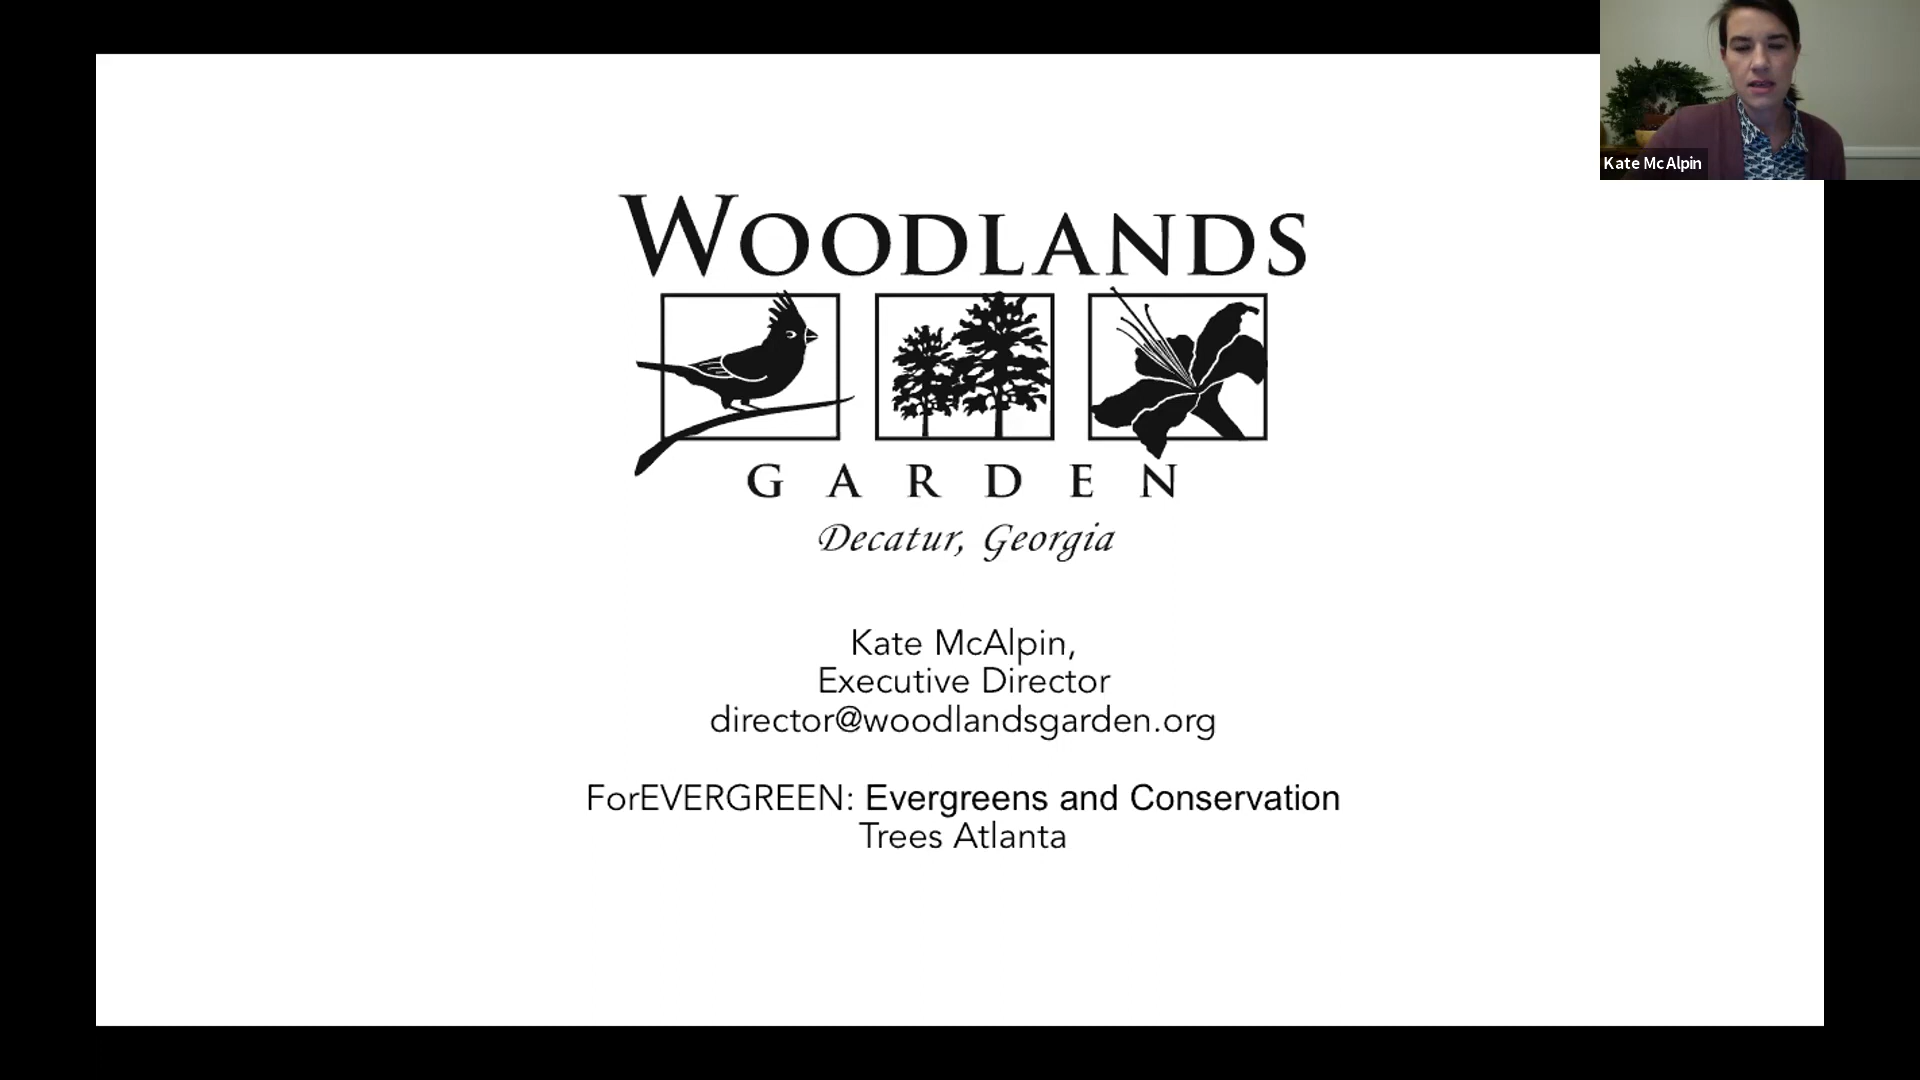 Kate McAlpin
WOODLANDS
GARDEN
Decatur, Georgia
Kate McAlpin,
Executive Director
director@woodlandsgarden.org
ForEVERGREEN: Evergreens and Conservation
Trees Atlanta